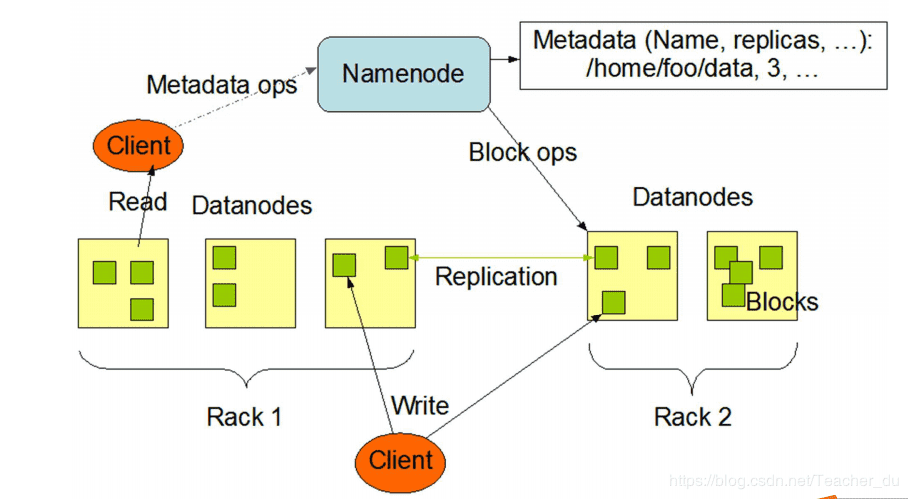 Metadata (Name, replicas, …):
/home/foo/data, 3, …
Namenode
Metadata ops
Client
Block ops
Read
Datanodes
Datanodes
Replication
Blocks
Rack 1
Write
Rack 2
Client
https://blog.csdn.net/Teacher_du